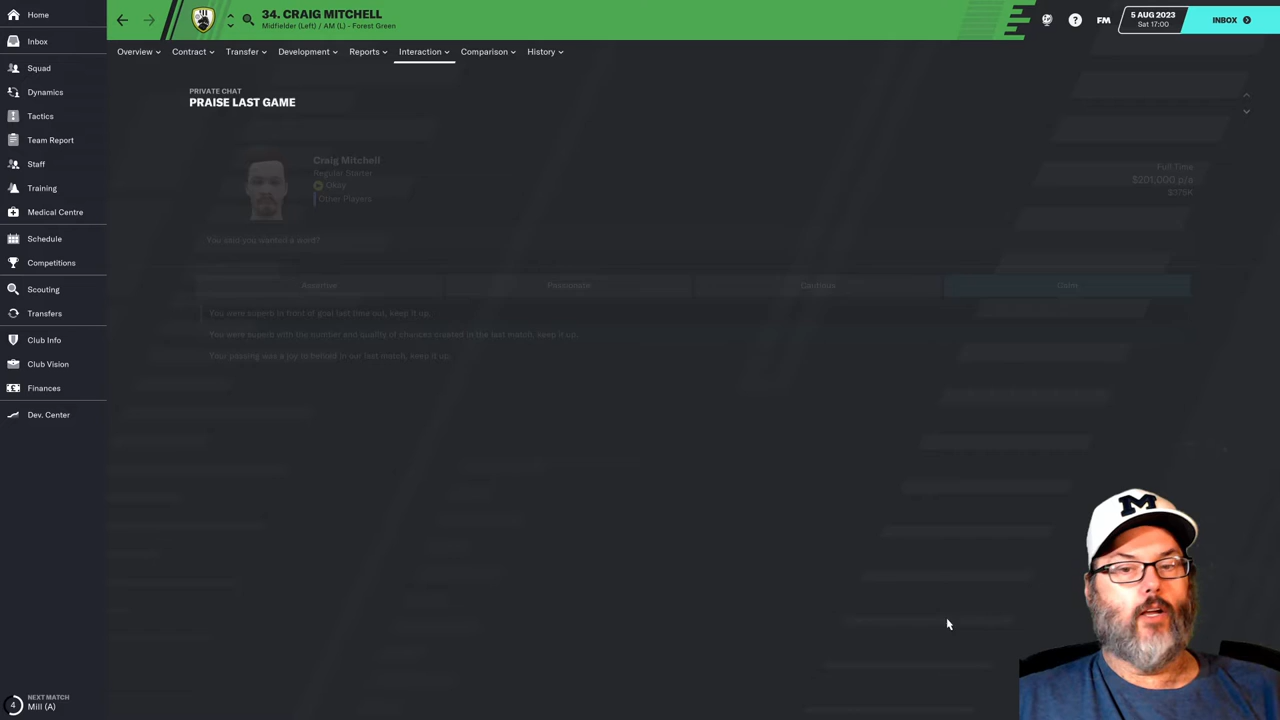 Home
Inbox
Squad
Dynamics
Tactics
Team Report
Staff
Training
Medical Centre
Schedule
Competitions
Scouting
Transfers
Club Info
Club Vision
Finances
Dev. Center
4
NEXT MATCH
Mill (A)
34. CRAIG MITCHELL
Midfielder (Left) / AM (L) - Forest Green
FM
5 AUG 2023
Sat 17:00
INBOX
Overview
Contract
Transfer
Development
Reports
Interaction
Comparison
History
PRIVATE CHAT
PRAISE LAST GAME
Craig Mitchell
Regular Starter
Okay
Other Players
Full Time
$201,000 p/a
$375K
You said you wanted a word?
Assertive
Passionate
Cautious
Calm
You were superb in front of goal last time out, keep it up.
You were superb with the number and quality of chances created in the last match, keep it up.
Your passing was a joy to behold in our last match, keep it up.
M